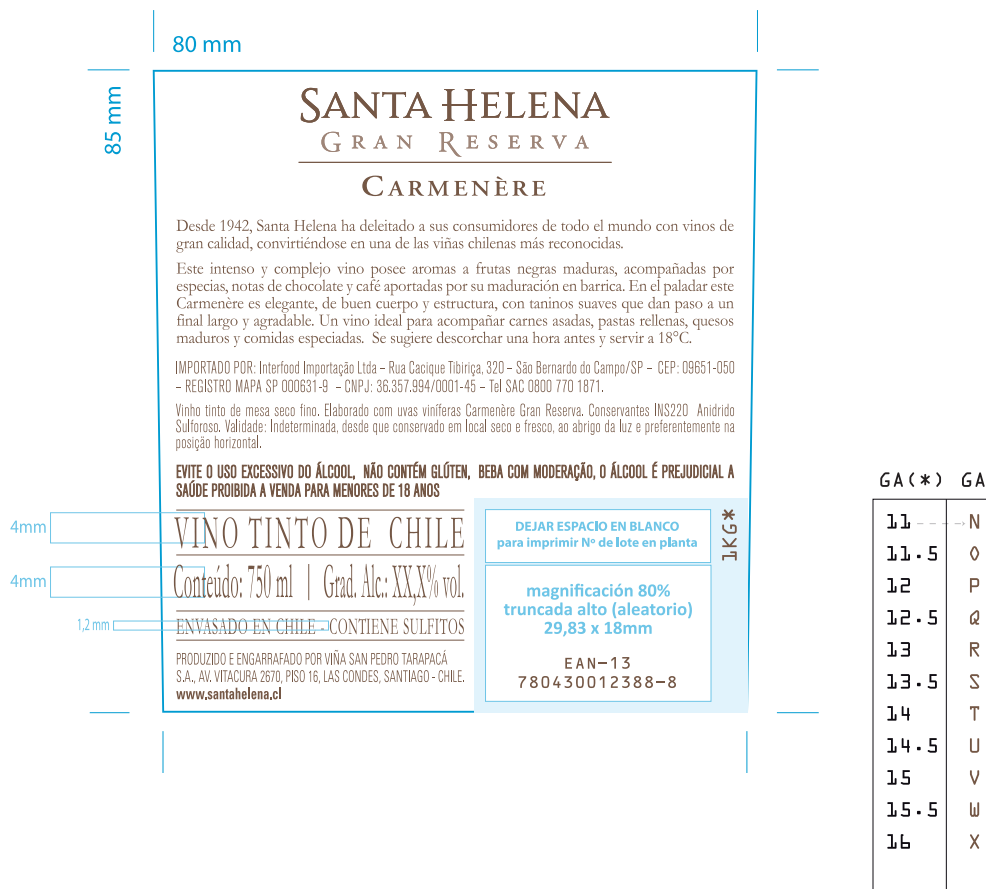 80 mm
85 mm
SANTA HELENA
GRAN RESERVA
CARMENÈRE
Desde 1942, Santa Helena ha deleitado a sus consumidores de todo el mundo con vinos de
gran calidad, convirtiéndose en una de las viñas chilenas más reconocidas.
Este intenso y complejo vino posee aromas a frutas negras maduras, acompañadas por
especias, notas de chocolate y café aportadas por su maduración en barrica. En el paladar este
Carmenère es elegante, de buen cuerpo y estructura, con taninos suaves que dan paso a un
final largo y agradable. Un vino ideal para acompañar carnes asadas, pastas rellenas, quesos
maduros y comidas especiadas. Se sugiere descorchar una hora antes y servir a 18°C.
IMPORTADO POR: Interfood Importação Ltda – Rua Cacique Tibiriça, 320 – São Bernardo do Campo/SP – CEP: 09651-050
– REGISTRO MAPA SP 000631-9 – CNPJ: 36.357.994/0001-45 – Tel SAC 0800 770 1871.
Vinho tinto de mesa seco fino. Elaborado com uvas viníferas Carmenère Gran Reserva. Conservantes INS220 Anidrido
Sulforoso. Validade: Indeterminada, desde que conservado em local seco e fresco, ao abrigo da luz e preferentemente na
posição horizontal.
EVITE O USO EXCESSIVO DO ÁLCOOL, NÃO CONTÉM GLÚTEN, BEBA COM MODERAÇÃO, O ÁLCOOL É PREJUDICIAL A
SAÚDE PROIBIDA A VENDA PARA MENORES DE 18 ANOS
4mm
VINO TINTO DE CHILE
4mm
Conteúdo: 750 ml | Grad. Alc.: XX,X% vol.
1,2 mm
ENVASADO EN CHILE - CONTIENE SULFITOS
PRODUZIDO E ENGARRAFADO POR VIÑA SAN PEDRO TARAPACÁ
S.A., AV. VITACURA 2670, PISO 16, LAS CONDES, SANTIAGO - CHILE.
www.santahelena.cl
DEJAR ESPACIO EN BLANCO
para imprimir Nº de lote en planta
1KG*
magnificación 80%
truncada alto (aleatorio)
29,83 x 18mm
EAN-13
780430012388-8
GA(*) GA
11 N
11.5 O
12 P
12.5 Q
13 R
13.5 S
14 T
14.5 U
15 V
15.5 W
16 X